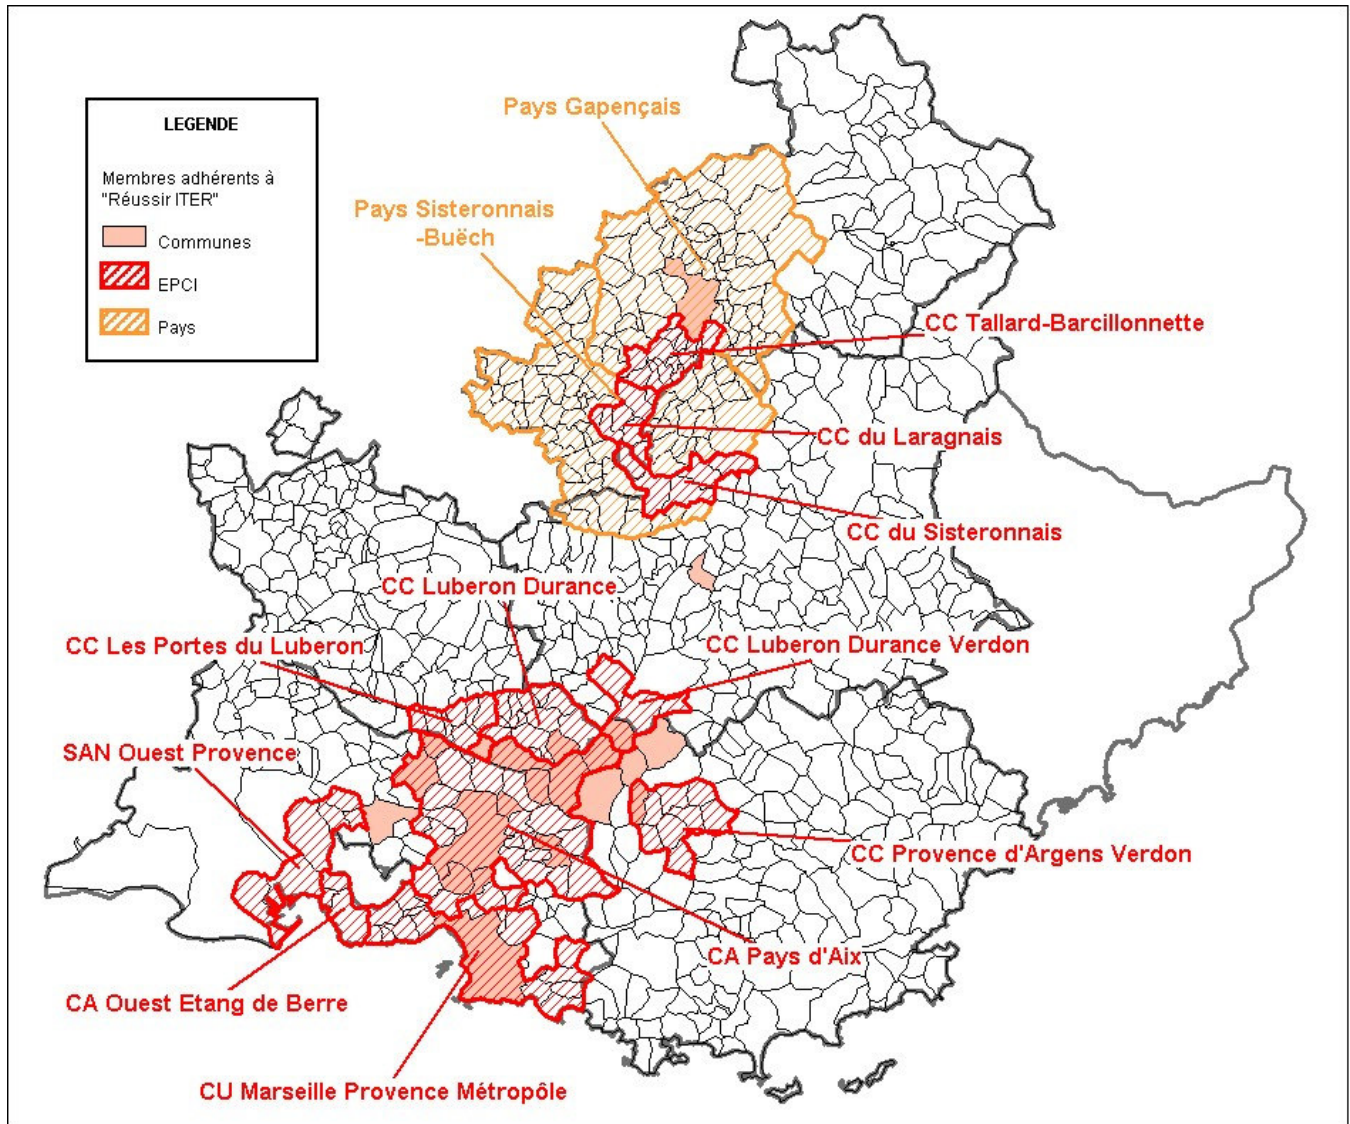 LEGENDE
Membres adhérents à
"Réussir ITER"
Communes
EPCI
Pays
Pays Gapençais
Pays Sisteronnais
-Buëch
CC Tallard-Barcillonnette
CC du Laragnais
CC du Sisteronnais
CC Luberon Durance
CC Les Portes du Luberon
CC Luberon Durance Verdon
SAN Ouest Provence
CC Provence d'Argens Verdon
CA Pays d'Aix
CA Ouest Etang de Berre
CU Marseille Provence Métropôle